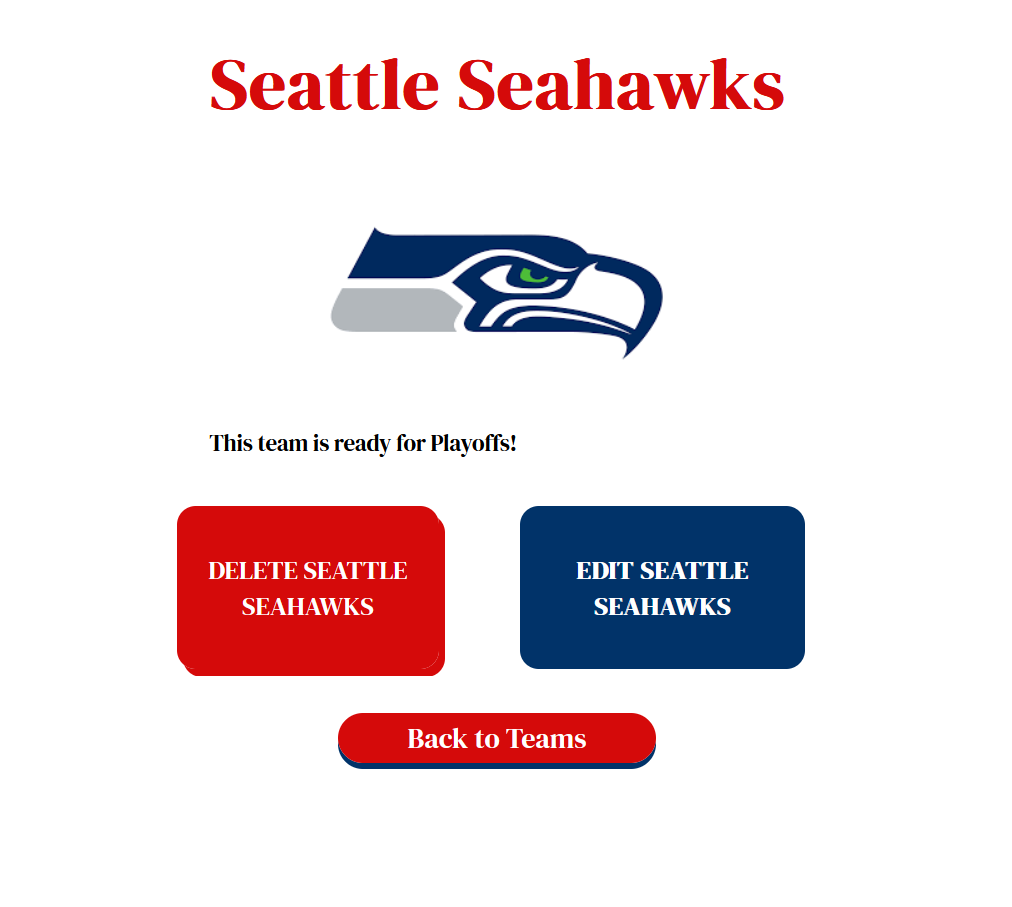 Seattle Seahawks
This team is ready for Playoffs!
DELETE SEATTLE
SEAHAWKS
EDIT SEATTLE
SEAHAWKS
Back to Teams